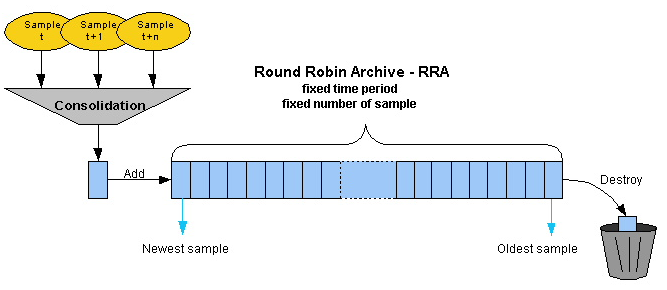 Sample
t
Sample
t+1
Sample
t+n
Consolidation
Round Robin Archive - RRA
fixed time period
fixed number of sample
Add
Destroy
Newest sample
Oldest sample